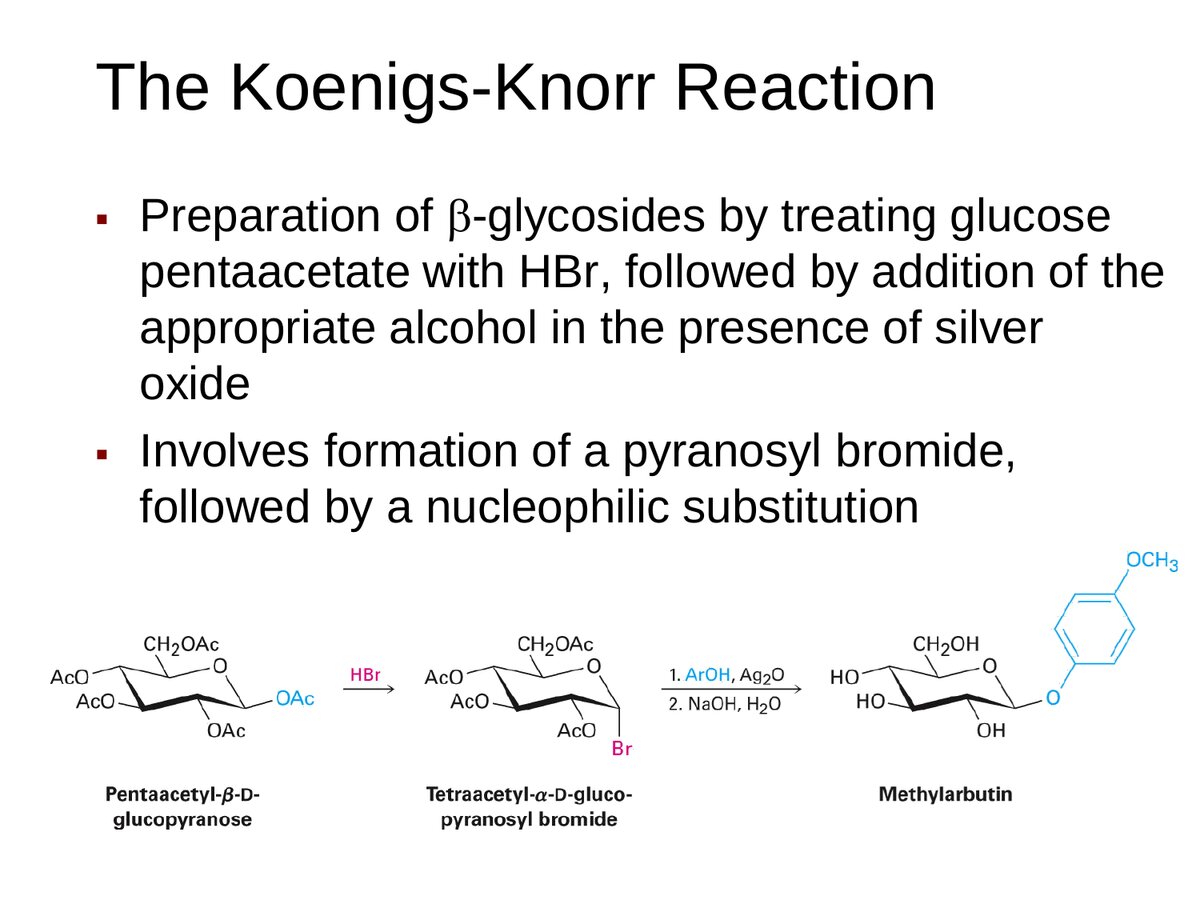 The Koenigs-Knorr Reaction
▪ Preparation of β-glycosides by treating glucose
pentaacetate with HBr, followed by addition of the
appropriate alcohol in the presence of silver
oxide
▪ Involves formation of a pyranosyl bromide,
followed by a nucleophilic substitution
CH₂OAc
O
AcO
AcO
OAc
OAc
Pentaacetyl-β-D-
glucopyranose
HBr
CH₂OAc
O
AcO
AcO
AcO
Br
Tetraacetyl-α-D-gluco-
pyranosyl bromide
1. ArOH, Ag₂O
2. NaOH, H₂O
OCH₃
CH₂OH
O
HO
HO
O
OH
Methylarbutin